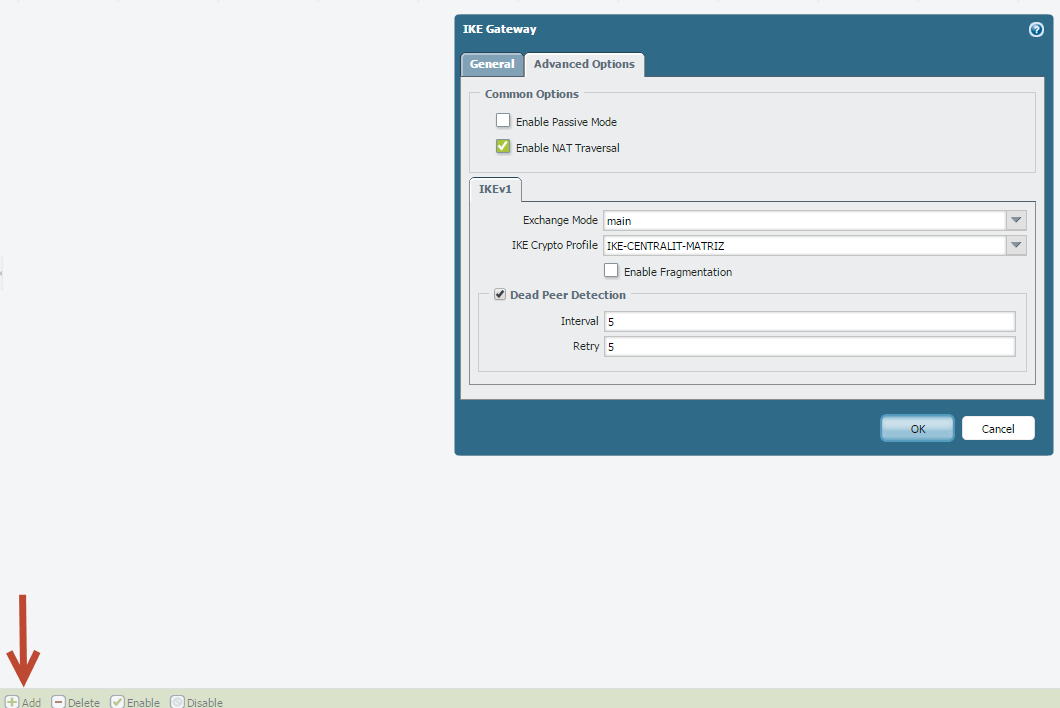 IKE Gateway
General Advanced Options
Common Options
Enable Passive Mode
Enable NAT Traversal
IKEv1
Exchange Mode main
IKE Crypto Profile IKE-CENTRALIT-MATRIZ
Enable Fragmentation
Dead Peer Detection
Interval 5
Retry 5
OK Cancel
Add Delete Enable Disable